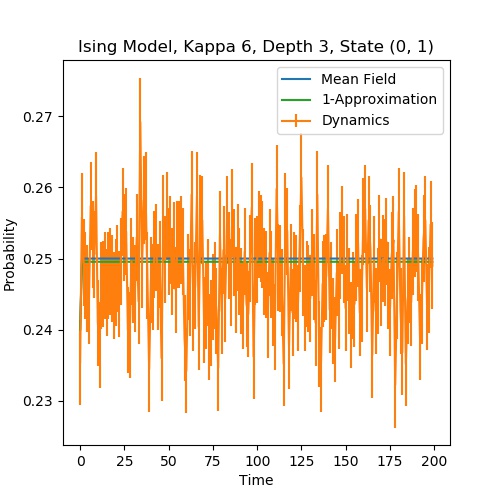 Ising Model, Kappa 6, Depth 3, State (0, 1)
Mean Field
1-Approximation
Dynamics
0.27
0.26
0.25
0.24
0.23
Probability
0 25 50 75 100 125 150 175 200
Time